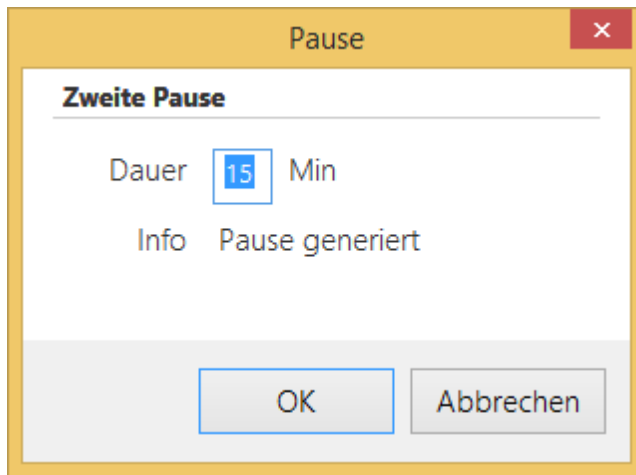 Pause
Zweite Pause
Dauer 15 Min
Info Pause generiert
OK Abbrechen